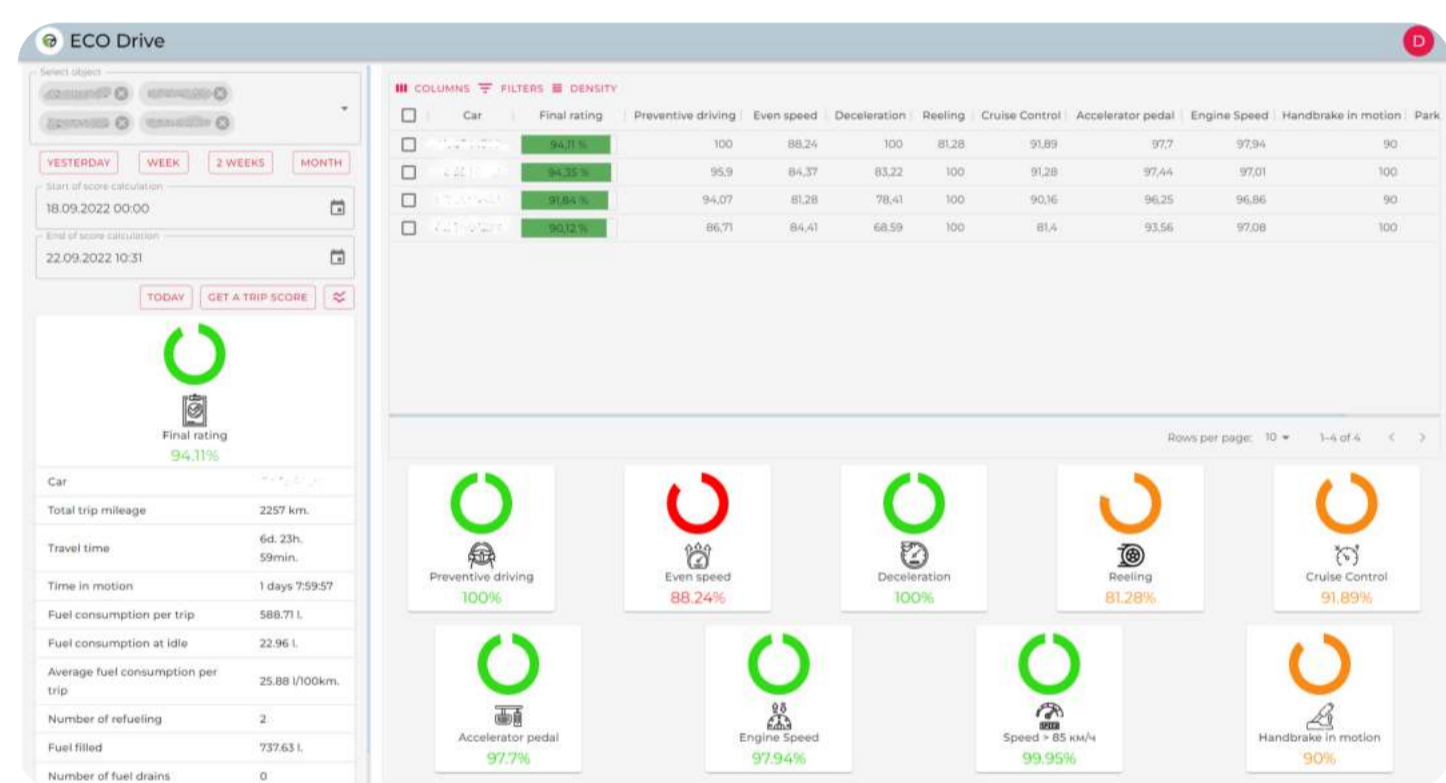 ECO Drive
D
Select object
YESTERDAY WEEK 2 WEEKS MONTH
Start of score calculation
18.09.2022 00:00
End of score calculation
22.09.2022 10:31
TODAY GET A TRIP SCORE
Final rating
94.11%
Car
Total trip mileage 2257 km.
Travel time 6d. 23h.
59min.
Time in motion 1 days 7:59:57
Fuel consumption per trip 588.71 l.
Fuel consumption at idle 22.96 l.
Average fuel consumption per
trip 25.88 l/100km.
Number of refueling 2
Fuel filled 737.63 l.
Number of fuel drains 0
COLUMNS FILTERS DENSITY
Car Final rating Preventive driving Even speed Deceleration Reeling Cruise Control Accelerator pedal Engine Speed Handbrake in motion Park
94,11 % 100 88,24 100 81,28 91,89 97,7 97,94 90
94,35 % 95,9 84,37 83,22 100 91,28 97,44 97,01 100
91,84 % 94,07 81,28 78,41 100 90,16 96,25 96,86 90
90,12 % 86,71 84,41 68,59 100 81,4 93,56 97,08 100
Rows per page: 10 1-4 of 4
Preventive driving
100%
Even speed
88.24%
Deceleration
100%
Reeling
81.28%
Cruise Control
91.89%
Accelerator pedal
97.7%
Engine Speed
97.94%
Speed > 85 км/ч
99.95%
Handbrake in motion
90%